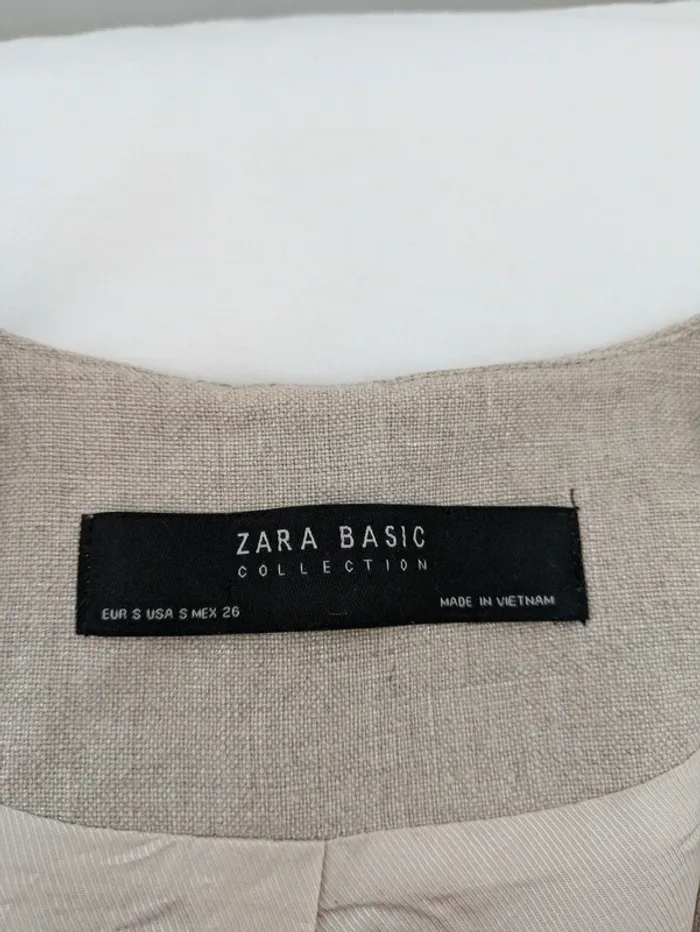 ZARA BASIC
COLLECTION
EUR S USA S MEX 26
MADE IN VIETNAM